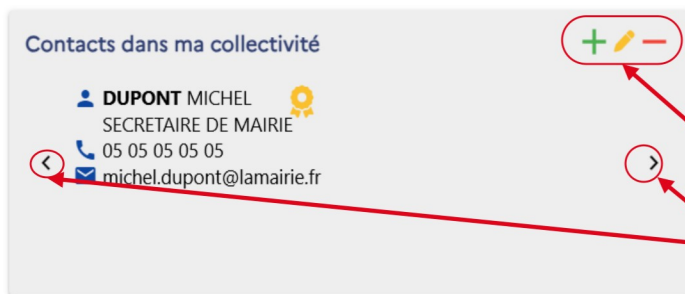 Contacts dans ma collectivité
DUPONT MICHEL
SECRETAIRE DE MAIRIE
05 05 05 05 05
michel.dupont@lamairie.fr